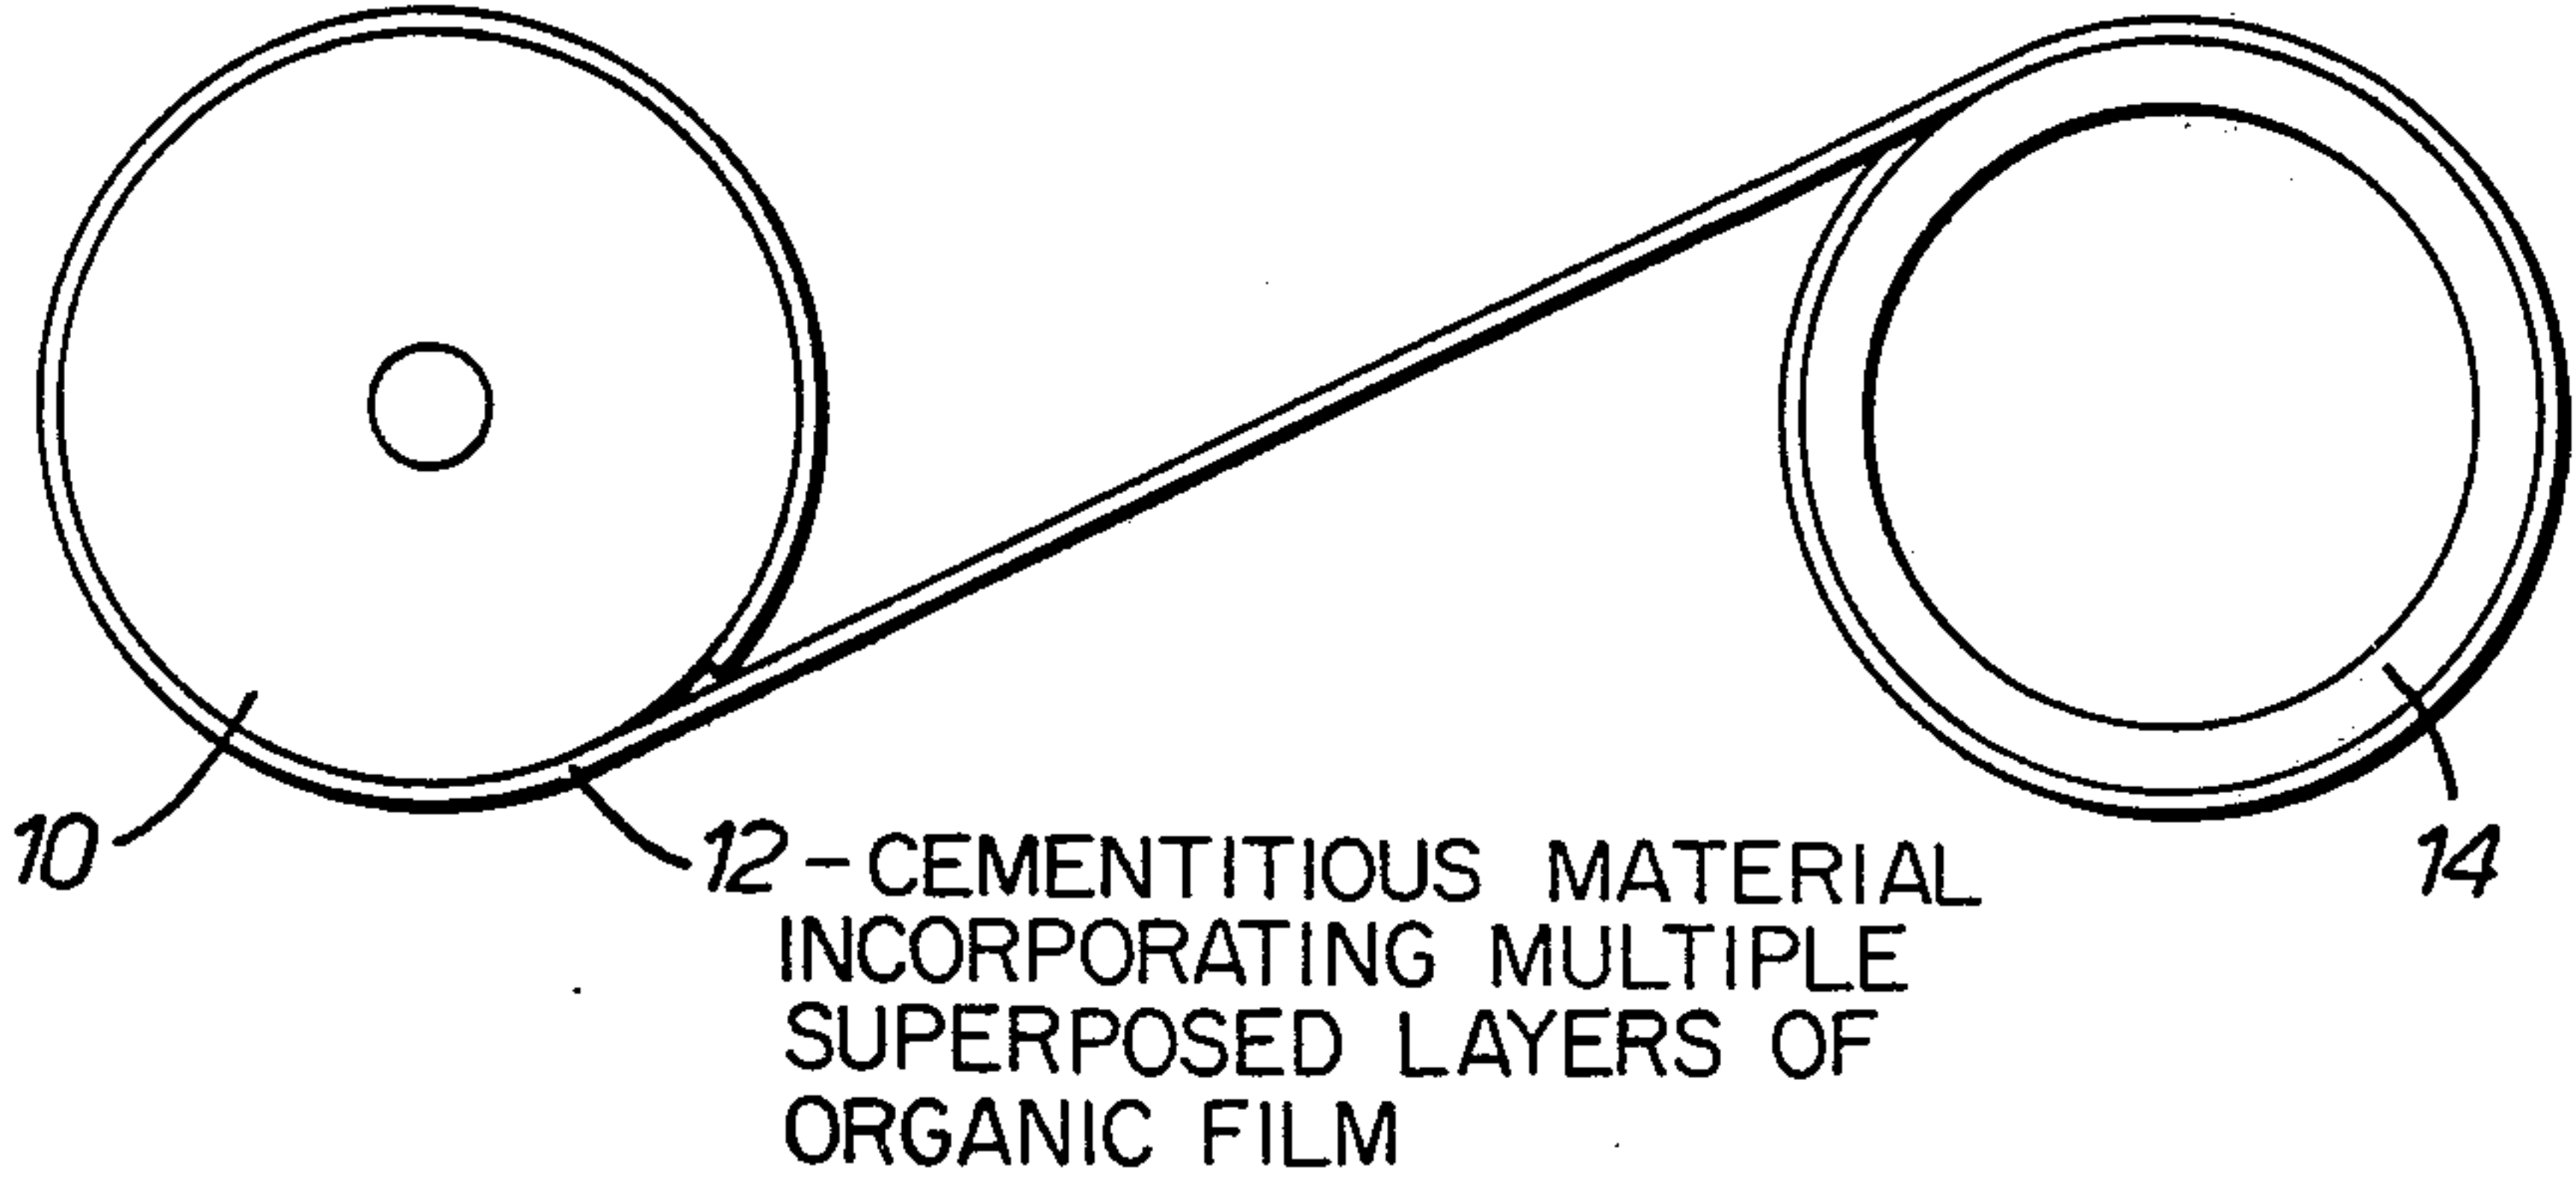 10
12-CEMENTITIOUS MATERIAL
INCORPORATING MULTIPLE
SUPERPOSED LAYERS OF
ORGANIC FILM
14